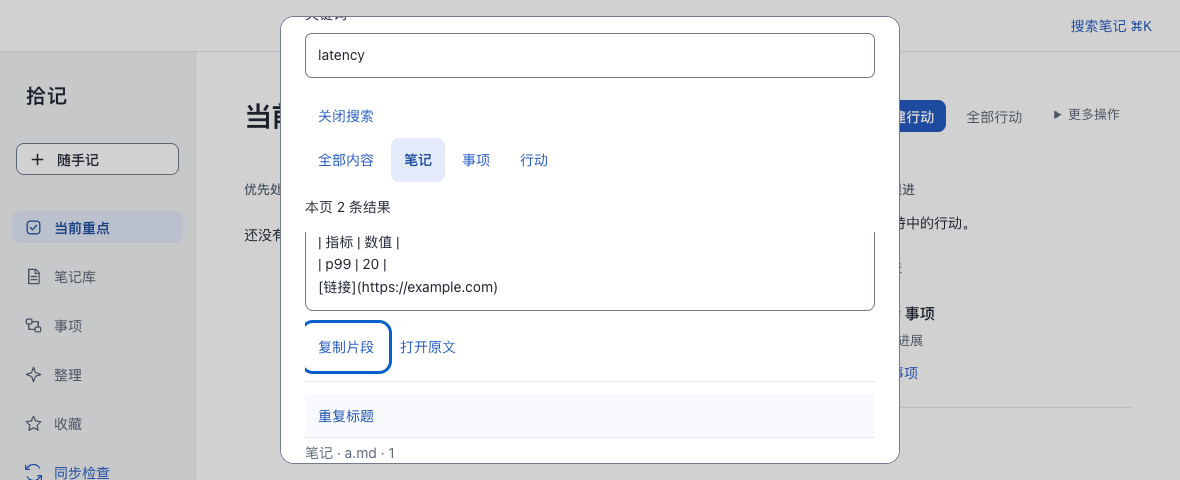 搜索笔记 ⌘K
拾记
随手记
当前重点
笔记库
事项
整理
收藏
同步检查
当前
行动
全部行动
更多操作
优先处
还没有
进
中的行动。
事项
进展
项
关键词
latency
关闭搜索
全部内容
笔记
事项
行动
本页 2 条结果
| 指标 | 数值 |
| p99 | 20 |
[链接](https://example.com)
复制片段
打开原文
重复标题
笔记 · a.md · 1